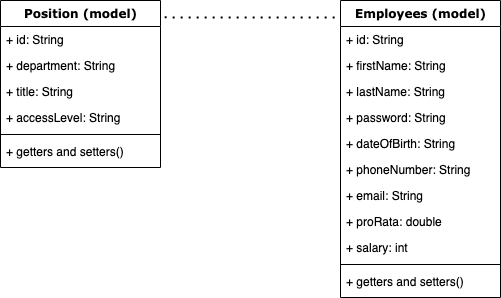 Position (model)
+ id: String
+ department: String
+ title: String
+ accessLevel: String
+ getters and setters()
Employees (model)
+ id: String
+ firstName: String
+ lastName: String
+ password: String
+ dateOfBirth: String
+ phoneNumber: String
+ email: String
+ proRata: double
+ salary: int
+ getters and setters()